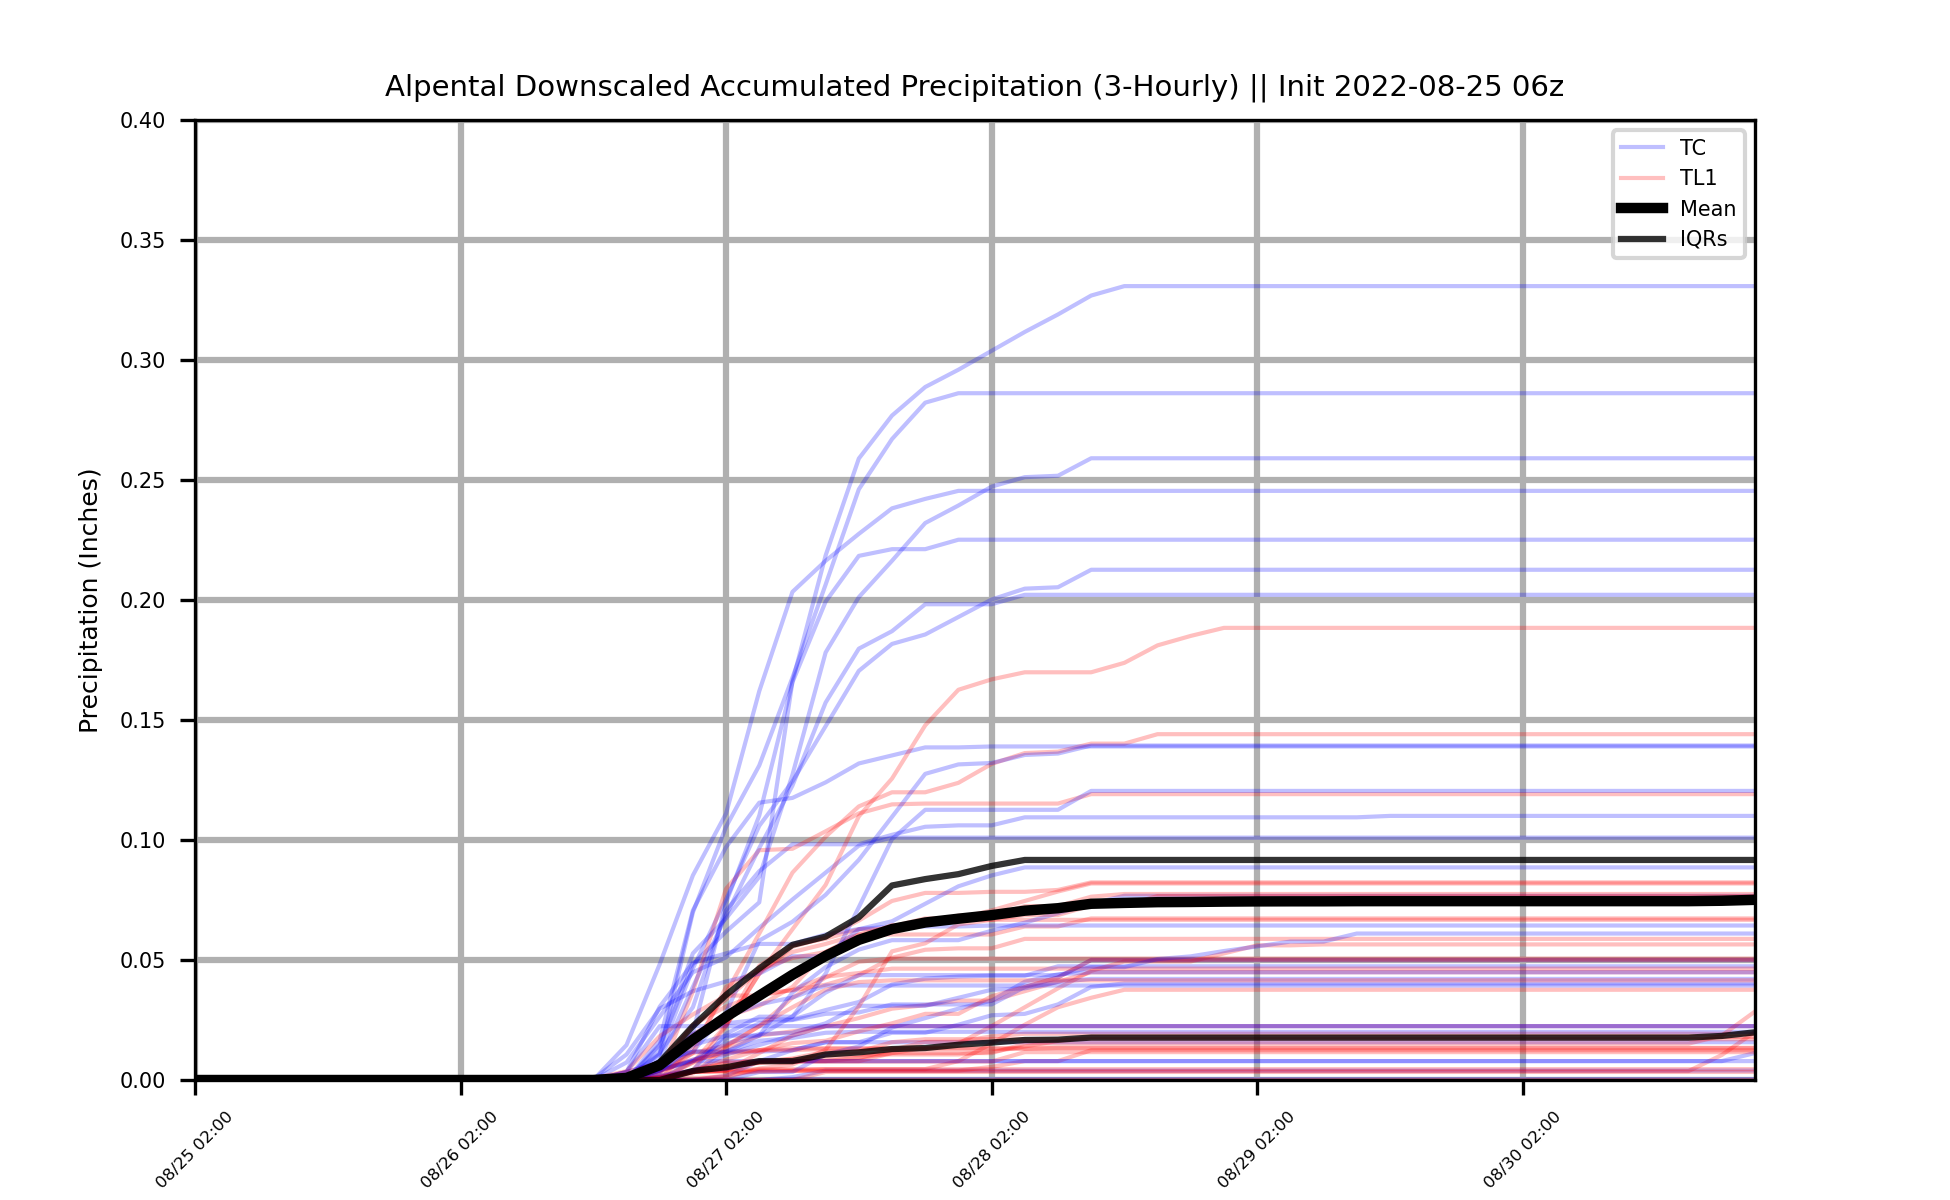 Alpental Downscaled Accumulated Precipitation (3-Hourly) || Init 2022-08-25 06z
Precipitation (Inches)
0.40
0.35
0.30
0.25
0.20
0.15
0.10
0.05
0.00
TC
TL1
Mean
IQRs
08/25 02:00
08/26 02:00
08/27 02:00
08/28 02:00
08/29 02:00
08/30 02:00